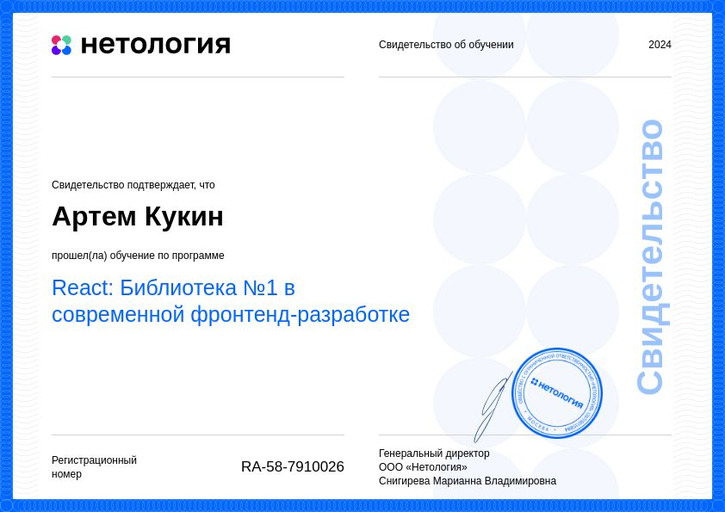 нетология
Свидетельство об обучении
2024
Свидетельство подтверждает, что
Артем Кукин
прошел(ла) обучение по программе
React: Библиотека №1 в
современной фронтенд-разработке
Свидетельство
нетология
МОСКВА
Регистрационный
номер
RA-58-7910026
Генеральный директор
ООО «Нетология»
Снигирева Марианна Владимировна